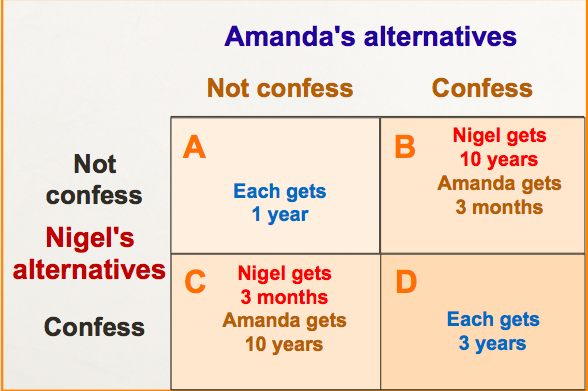 Amanda's alternatives
Not confess
Confess
Not
confess
Nigel's
alternatives
Confess
A
Each gets
1 year
B
Nigel gets
10 years
Amanda gets
3 months
C
Nigel gets
3 months
Amanda gets
10 years
D
Each gets
3 years